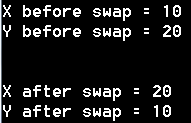 X before swap = 10
Y before swap = 20
X after swap = 20
Y after swap = 10